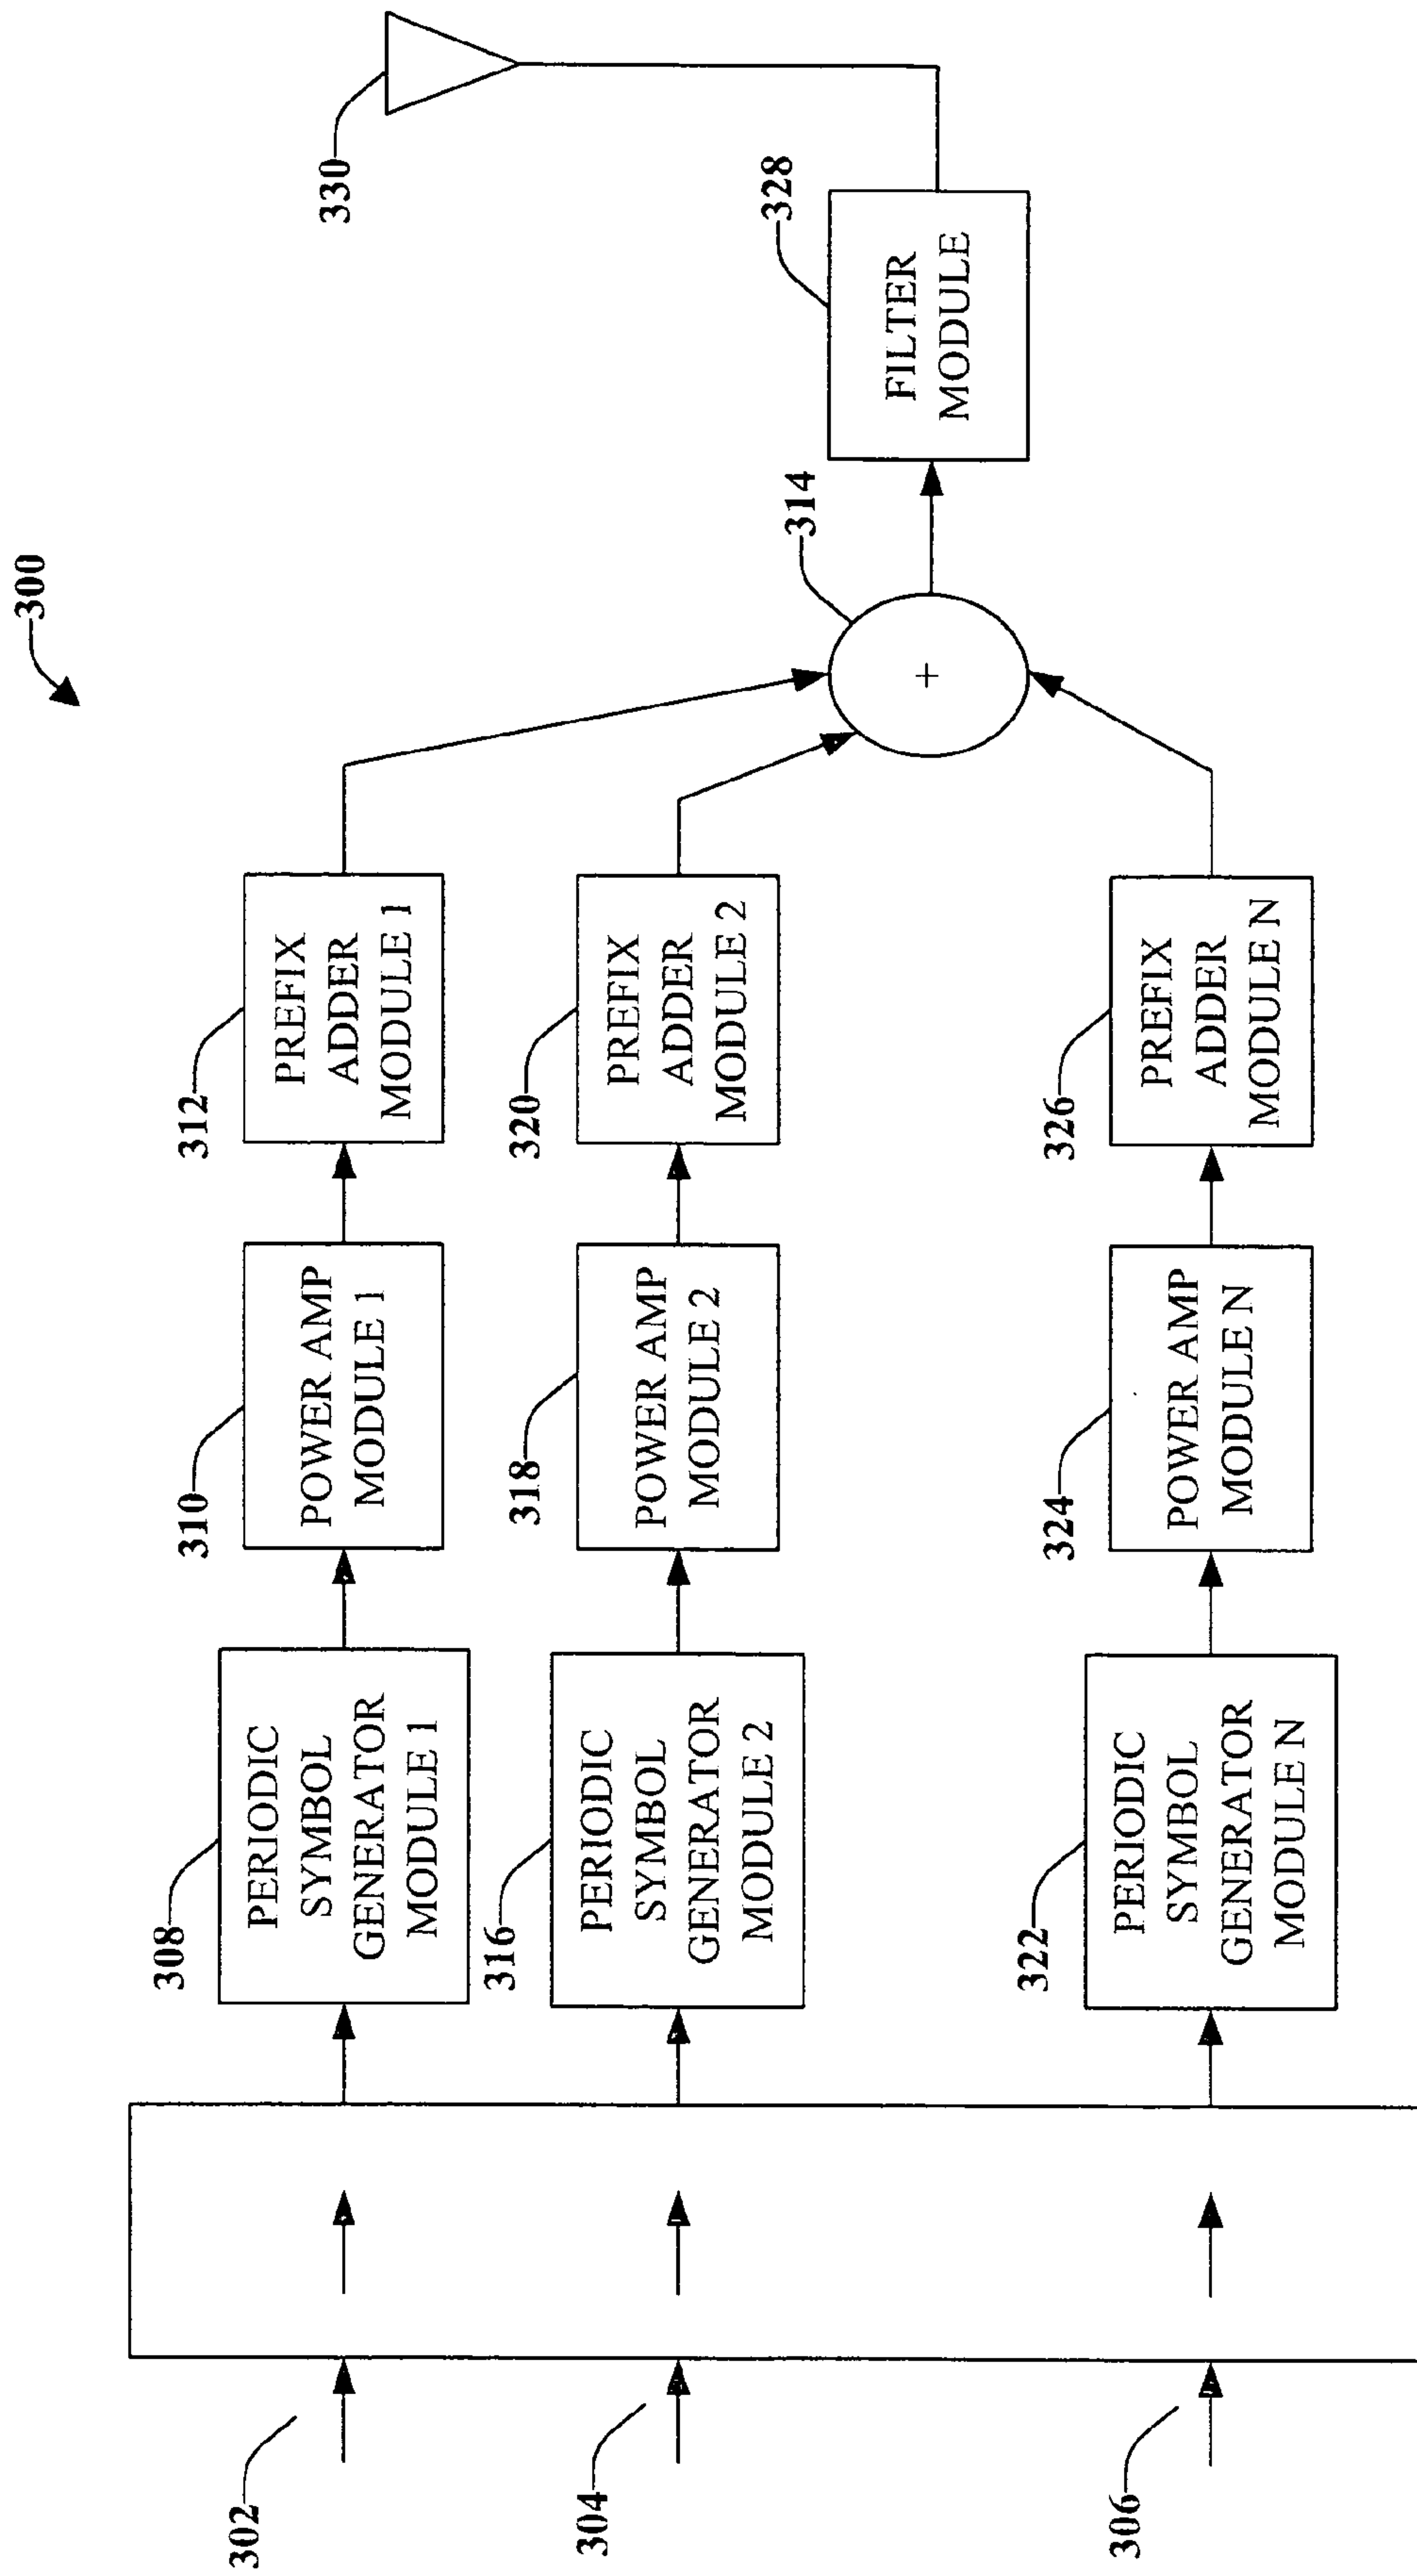 300
302
308
PERIODIC
SYMBOL
GENERATOR
MODULE 1
310
POWER AMP
MODULE 1
312
PREFIX
ADDER
MODULE 1
304
316
PERIODIC
SYMBOL
GENERATOR
MODULE 2
318
POWER AMP
MODULE 2
320
PREFIX
ADDER
MODULE 2
306
322
PERIODIC
SYMBOL
GENERATOR
MODULE N
324
POWER AMP
MODULE N
326
PREFIX
ADDER
MODULE N
314
+
328
FILTER
MODULE
330